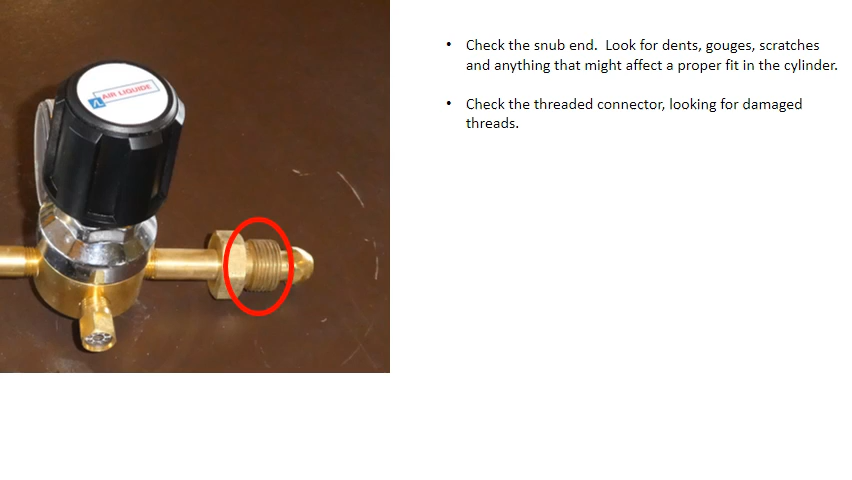 AIR LIQUIDE
• Check the snub end.  Look for dents, gouges, scratches
and anything that might affect a proper fit in the cylinder.
• Check the threaded connector, looking for damaged
threads.